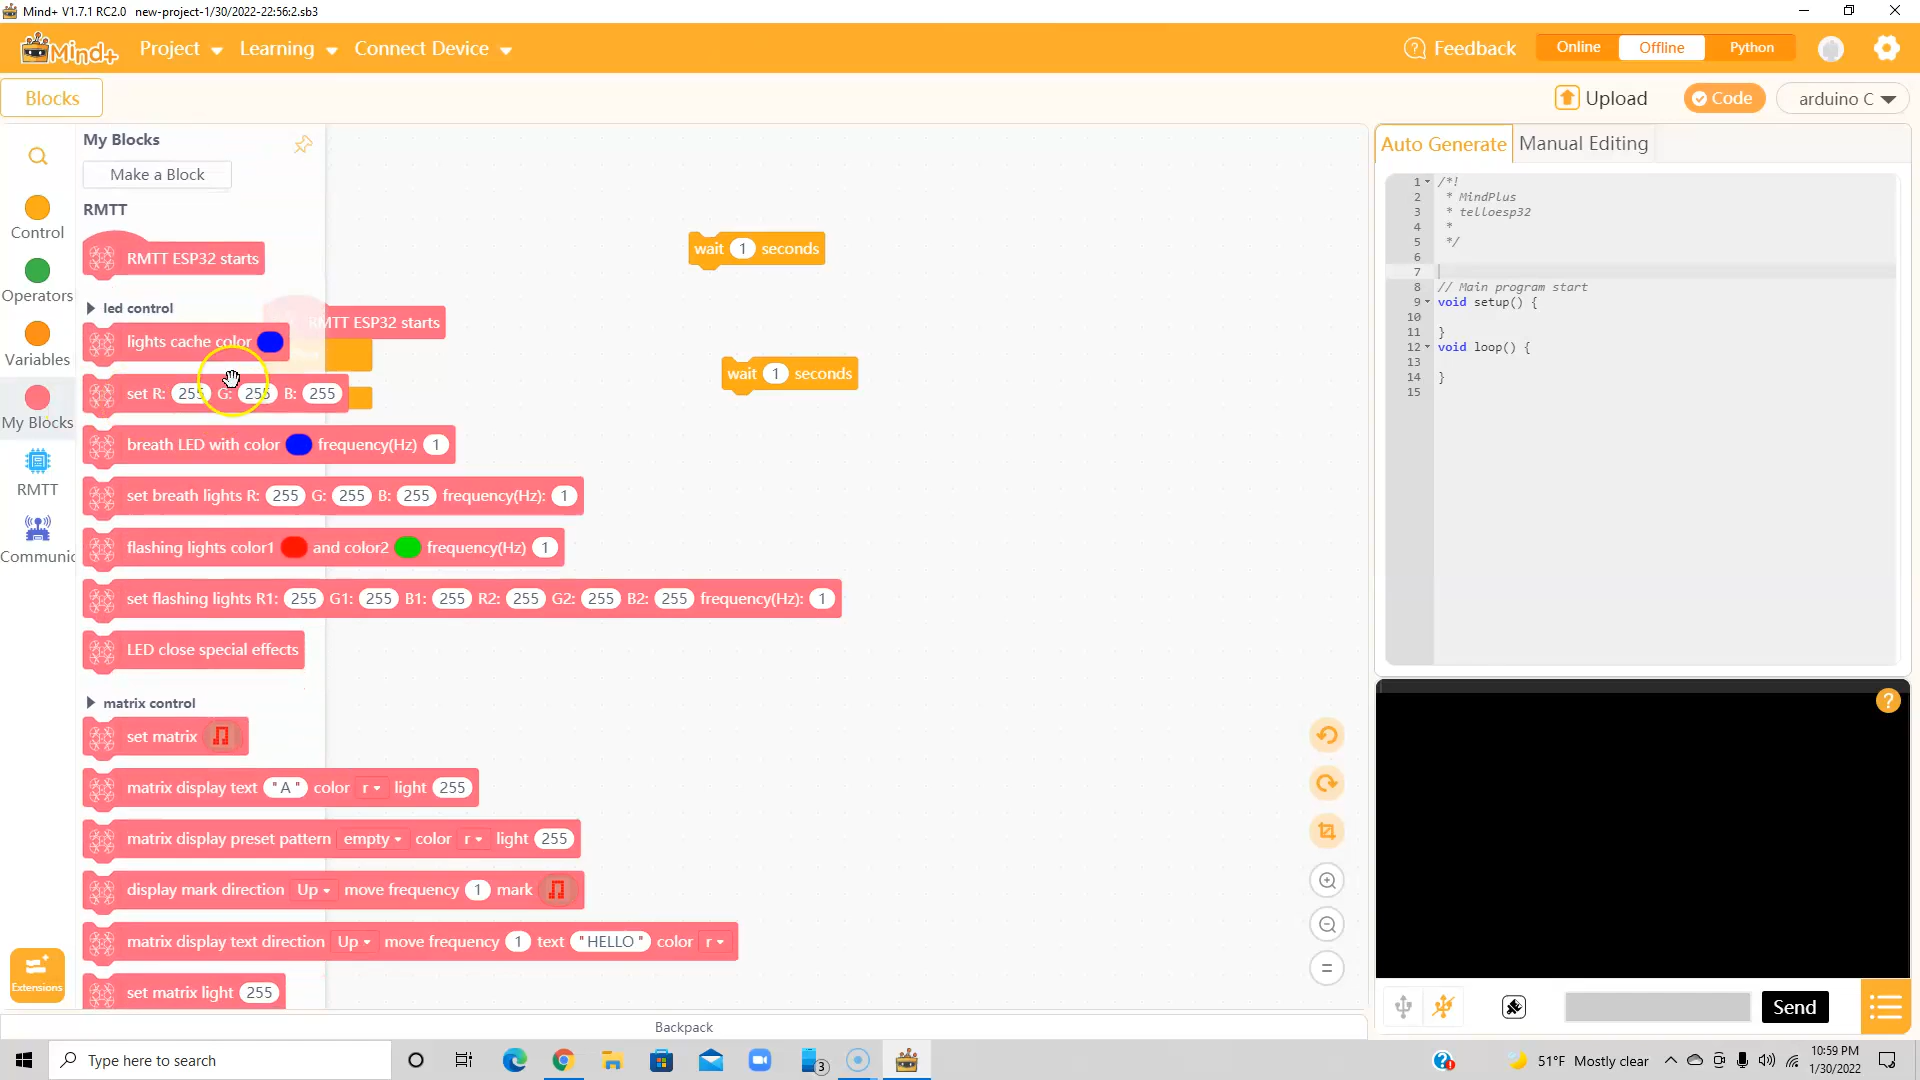 Mind+ V1.7.1 RC2.0 new-project-1/30/2022-22:56:2.sb3
Mind+ Project Learning Connect Device Feedback Online Offline Python
Blocks Upload Code arduino C
My Blocks
Make a Block
RMTT
RMTT ESP32 starts
led control
lights cache color
set R: 255 G: 255 B: 255
breath LED with color frequency(Hz) 1
set breath lights R: 255 G: 255 B: 255 frequency(Hz): 1
flashing lights color1 and color2 frequency(Hz) 1
set flashing lights R1: 255 G1: 255 B1: 255 R2: 255 G2: 255 B2: 255 frequency(Hz): 1
LED close special effects
matrix control
set matrix
matrix display text "A" color r light 255
matrix display preset pattern empty color r light 255
display mark direction Up move frequency 1 mark
matrix display text direction Up move frequency 1 text "HELLO" color r
set matrix light 255
Control
Operators
Variables
My Blocks
RMTT
Communic
Extensions
wait 1 seconds
RMTT ESP32 starts
wait 1 seconds
Backpack
Auto Generate Manual Editing
1 /*!
2 * MindPlus
3 * telloesp32
4 *
5 */
6
7
8 // Main program start
9 void setup() {
10
11 }
12 void loop() {
13
14 }
15
?
Send
Type here to search
3
51°F Mostly clear
10:59 PM
1/30/2022